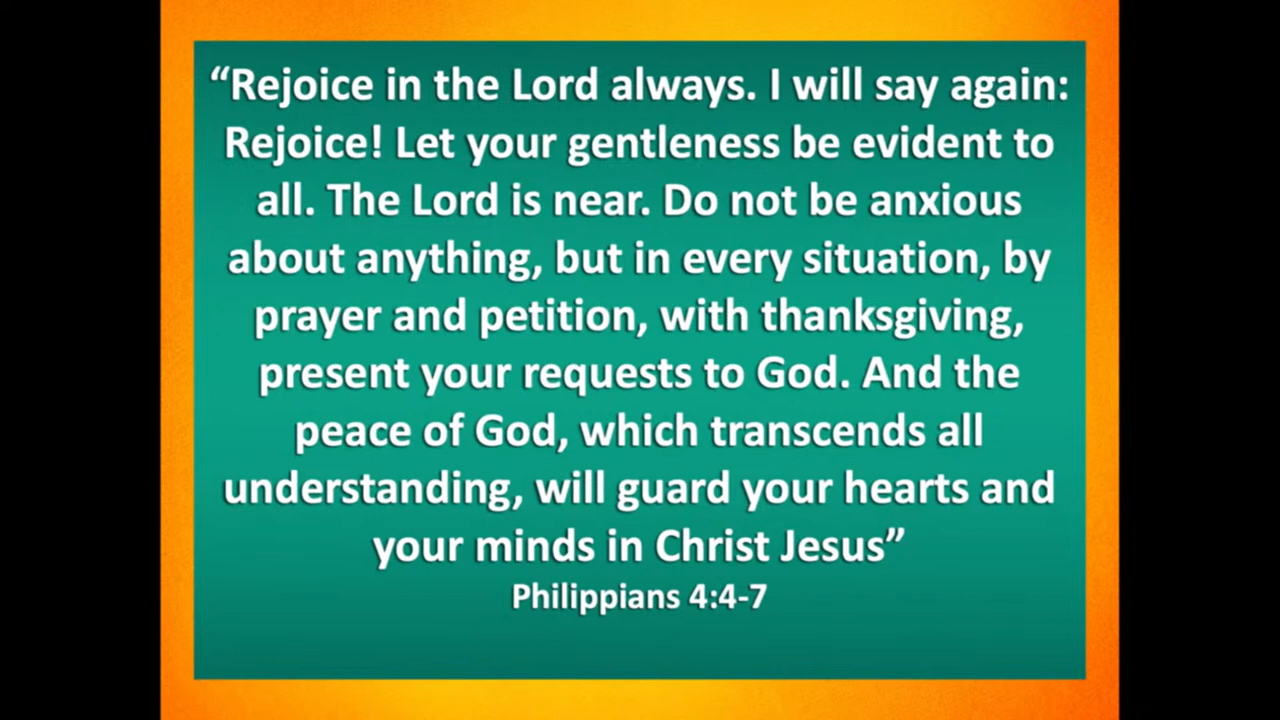 “Rejoice in the Lord always. I will say again:
Rejoice! Let your gentleness be evident to
all. The Lord is near. Do not be anxious
about anything, but in every situation, by
prayer and petition, with thanksgiving,
present your requests to God. And the
peace of God, which transcends all
understanding, will guard your hearts and
your minds in Christ Jesus”
Philippians 4:4-7